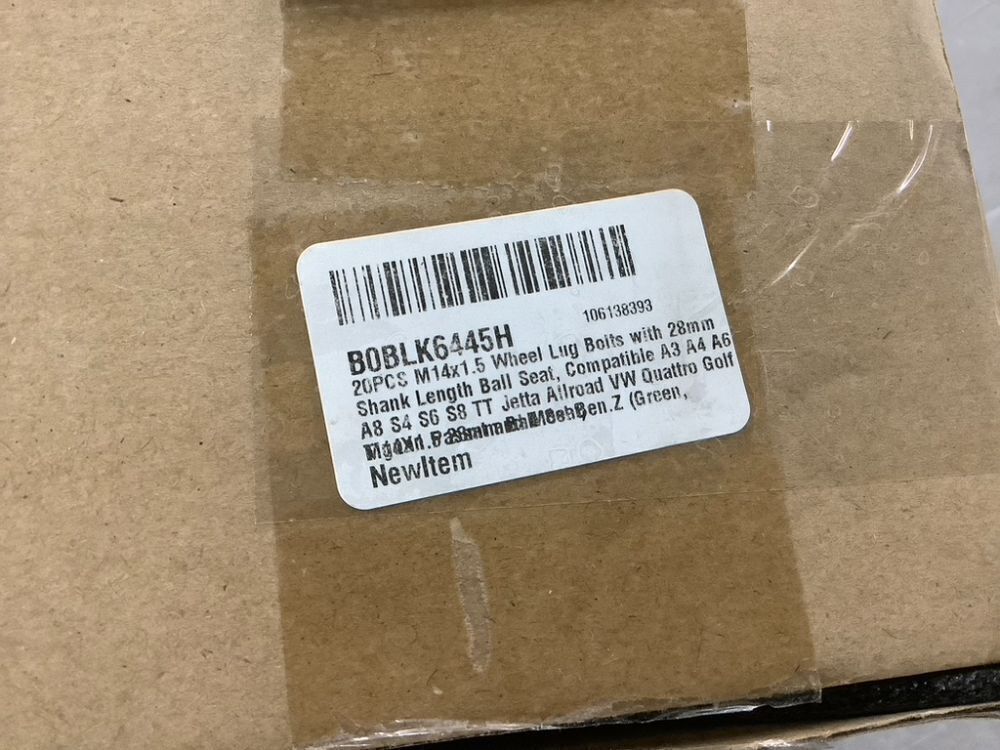 106138393
B0BLK6445H
20PCS M14x1.5 Wheel Lug Bolts with 28mm
Shank Length Ball Seat, Compatible A3 A4 A6
A8 S4 S6 S8 TT Jetta Allroad VW Quattro Golf
(Green,
NewItem